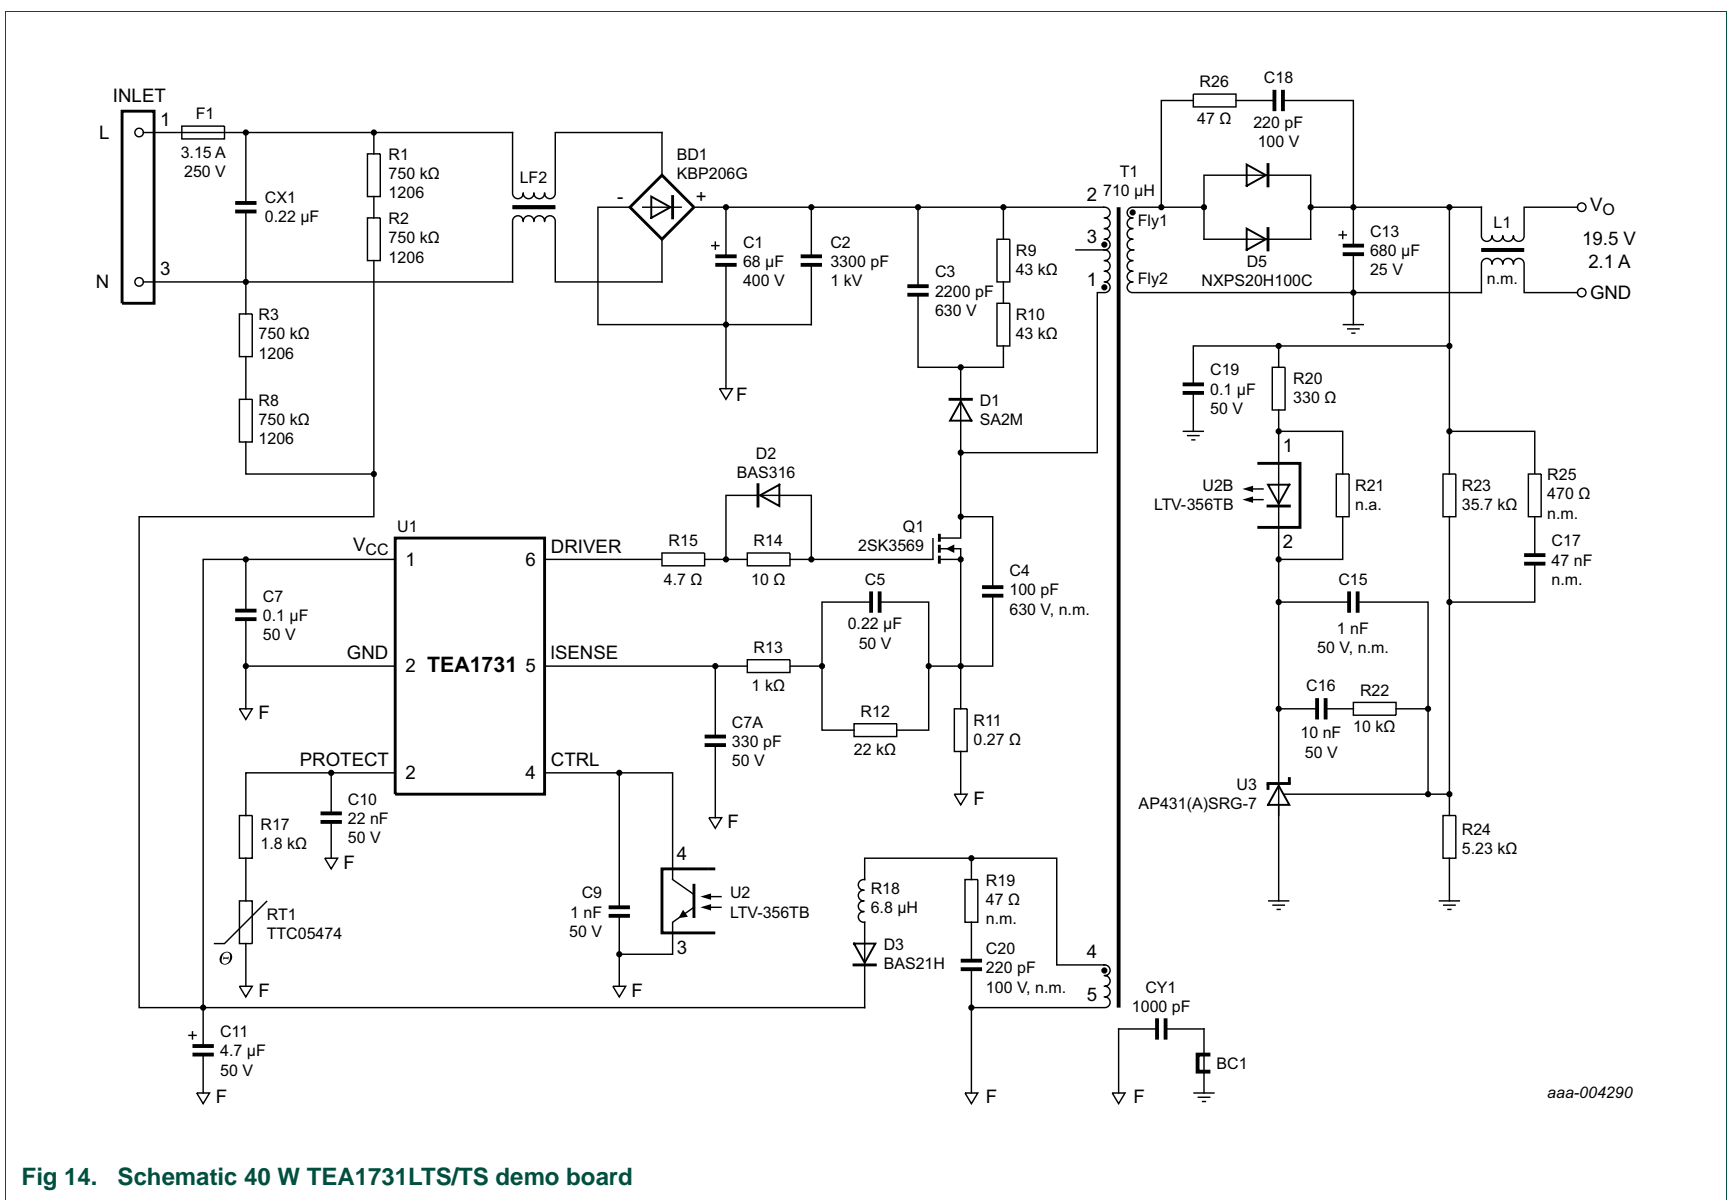 INLET
L
1
F1
3.15 A
250 V
CX1
0.22 µF
R1
750 kΩ
1206
R2
750 kΩ
1206
N
3
R3
750 kΩ
1206
R8
750 kΩ
1206
LF2
BD1
KBP206G
-
+
+
C1
68 µF
400 V
C2
3300 pF
1 kV
F
C3
2200 pF
630 V
R9
43 kΩ
R10
43 kΩ
D1
SA2M
T1
710 µH
2
3
1
Fly1
Fly2
R26
47 Ω
C18
220 pF
100 V
D5
NXPS20H100C
+
C13
680 µF
25 V
L1
n.m.
VO
19.5 V
2.1 A
GND
C19
0.1 µF
50 V
R20
330 Ω
1
U2B
LTV-356TB
2
R21
n.a.
R23
35.7 kΩ
R25
470 Ω
n.m.
C17
47 nF
n.m.
C15
1 nF
50 V, n.m.
C16
10 nF
50 V
R22
10 kΩ
U3
AP431(A)SRG-7
R24
5.23 kΩ
D2
BAS316
U1
VCC
1
6
DRIVER
R15
4.7 Ω
R14
10 Ω
Q1
2SK3569
C4
100 pF
630 V, n.m.
C5
0.22 µF
50 V
C7
0.1 µF
50 V
GND
2
TEA1731
5
ISENSE
R13
1 kΩ
R12
22 kΩ
R11
0.27 Ω
F
F
C7A
330 pF
50 V
F
PROTECT
2
4
CTRL
C10
22 nF
50 V
F
R17
1.8 kΩ
RT1
TTC05474
Θ
F
C9
1 nF
50 V
4
U2
LTV-356TB
3
F
R18
6.8 µH
D3
BAS21H
R19
47 Ω
n.m.
C20
220 pF
100 V, n.m.
4
5
CY1
1000 pF
BC1
+
C11
4.7 µF
50 V
F
F
F
aaa-004290
Fig 14. Schematic 40 W TEA1731LTS/TS demo board